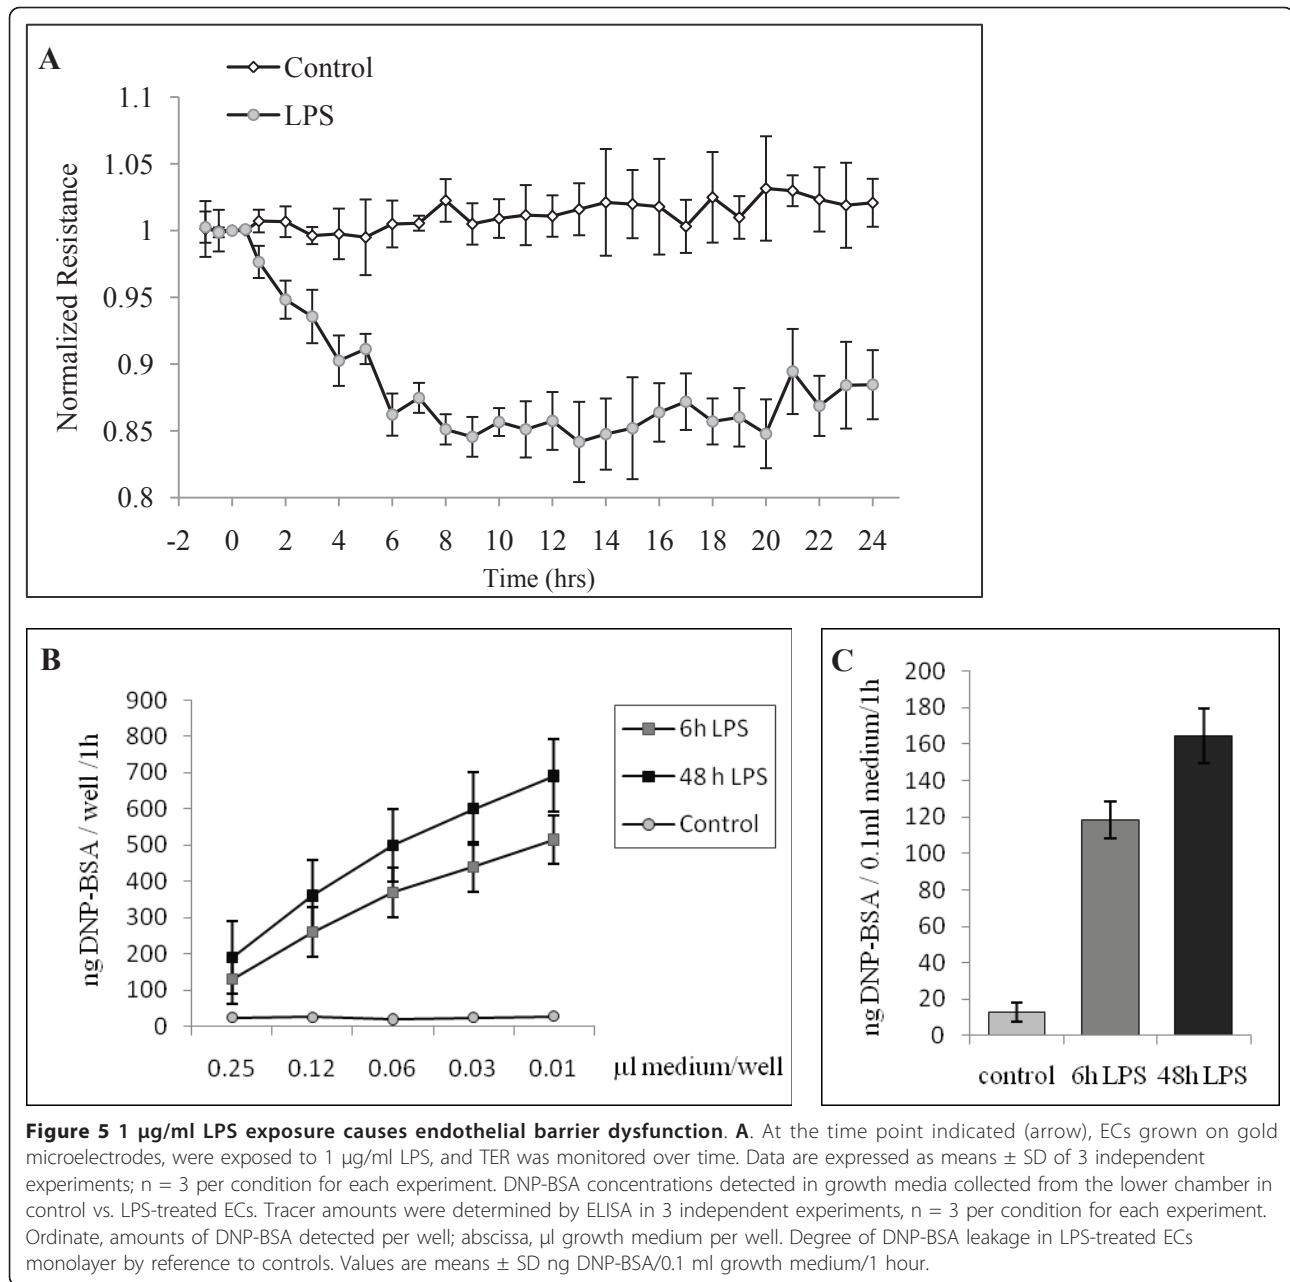 A
Control
LPS
1.1
1.05
1
0.95
0.9
0.85
0.8
Normalized Resistance
-2 0 2 4 6 8 10 12 14 16 18 20 22 24
Time (hrs)
B
900
800
700
600
500
400
300
200
100
0
ng DNP-BSA / well /1h
6h LPS
48 h LPS
Control
0.25 0.12 0.06 0.03 0.01 µl medium/well
C
200
180
160
140
120
100
80
60
40
20
0
ng DNP-BSA / 0.1ml medium/1h
control 6h LPS 48h LPS
Figure 5 1 µg/ml LPS exposure causes endothelial barrier dysfunction. A. At the time point indicated (arrow), ECs grown on gold
microelectrodes, were exposed to 1 µg/ml LPS, and TER was monitored over time. Data are expressed as means ± SD of 3 independent
experiments; n = 3 per condition for each experiment. DNP-BSA concentrations detected in growth media collected from the lower chamber in
control vs. LPS-treated ECs. Tracer amounts were determined by ELISA in 3 independent experiments, n = 3 per condition for each experiment.
Ordinate, amounts of DNP-BSA detected per well; abscissa, µl growth medium per well. Degree of DNP-BSA leakage in LPS-treated ECs
monolayer by reference to controls. Values are means ± SD ng DNP-BSA/0.1 ml growth medium/1 hour.